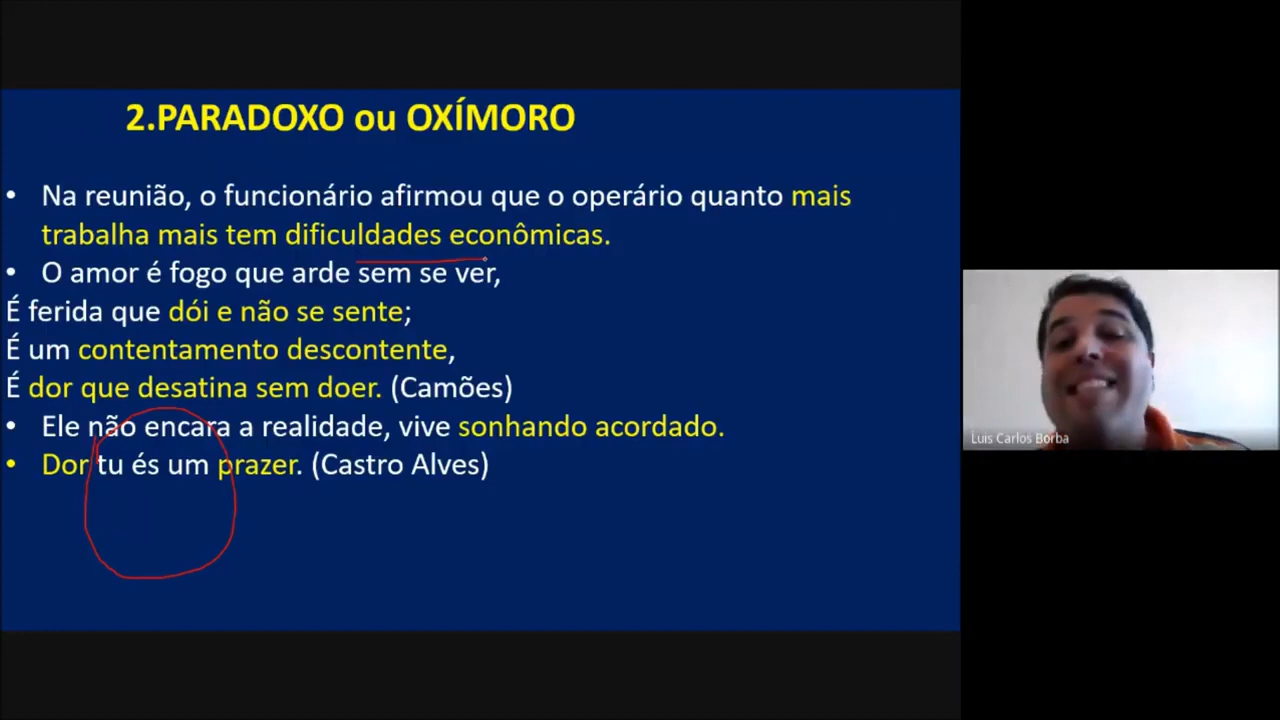 2.PARADOXO ou OXÍMORO
• Na reunião, o funcionário afirmou que o operário quanto mais
trabalha mais tem dificuldades econômicas.
• O amor é fogo que arde sem se ver,
É ferida que dói e não se sente;
É um contentamento descontente,
É dor que desatina sem doer. (Camões)
• Ele não encara a realidade, vive sonhando acordado.
• Dor tu és um prazer. (Castro Alves)
Luis Carlos Borba